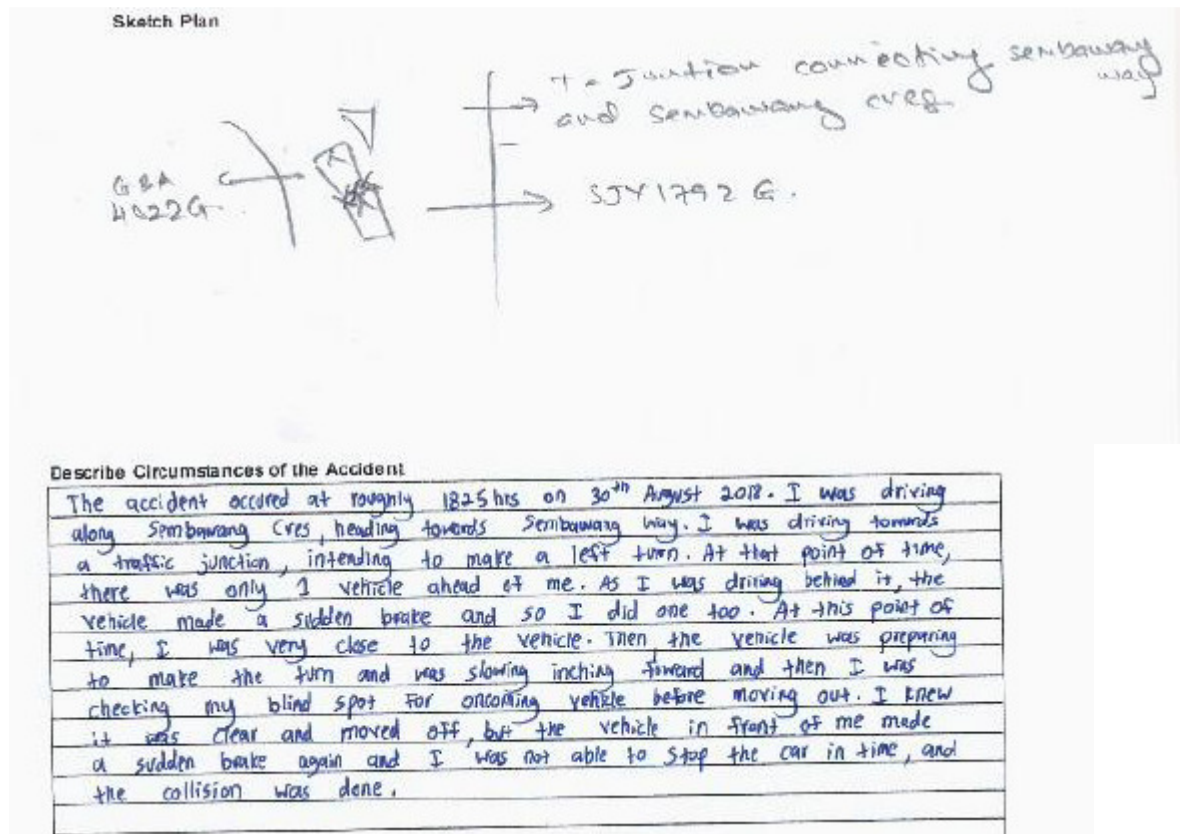 Sketch Plan
T-Juntion connecting sembawang way
and sembawang cres
GBA
4022G
SJY1792G.
Describe Circumstances of the Accident
The accident occured at roughly 1825hrs on 30th August 2018. I was driving
along Sembawang Cres, heading towards Sembawang Way. I was driving towards
a traffic junction, intending to make a left turn. At that point of time,
there was only 1 vehicle ahead of me. As I was driving behind it, the
vehicle made a sudden brake and so I did one too. At this point of
time, I was very close to the vehicle. Then the vehicle was preparing
to make the turn and was slowing inching forward and then I was
checking my blind spot for oncoming vehicle before moving out. I knew
it was clear and moved off, but the vehicle in front of me made
a sudden brake again and I was not able to stop the car in time, and
the collision was done.